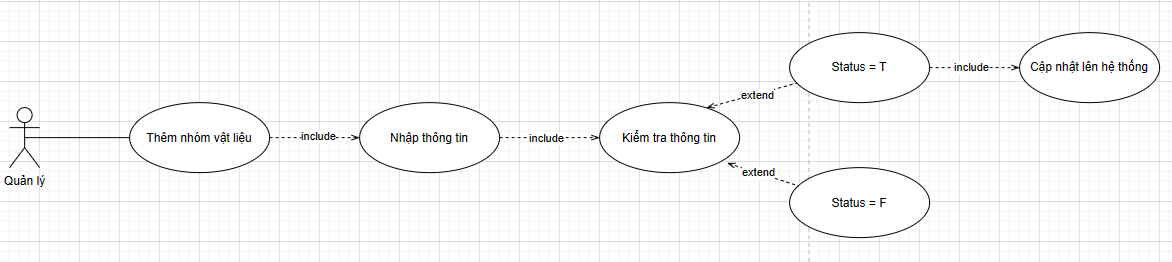 Quản lý
Thêm nhóm vật liệu
include
Nhập thông tin
include
Kiểm tra thông tin
extend
Status = T
include
Cập nhật lên hệ thống
extend
Status = F